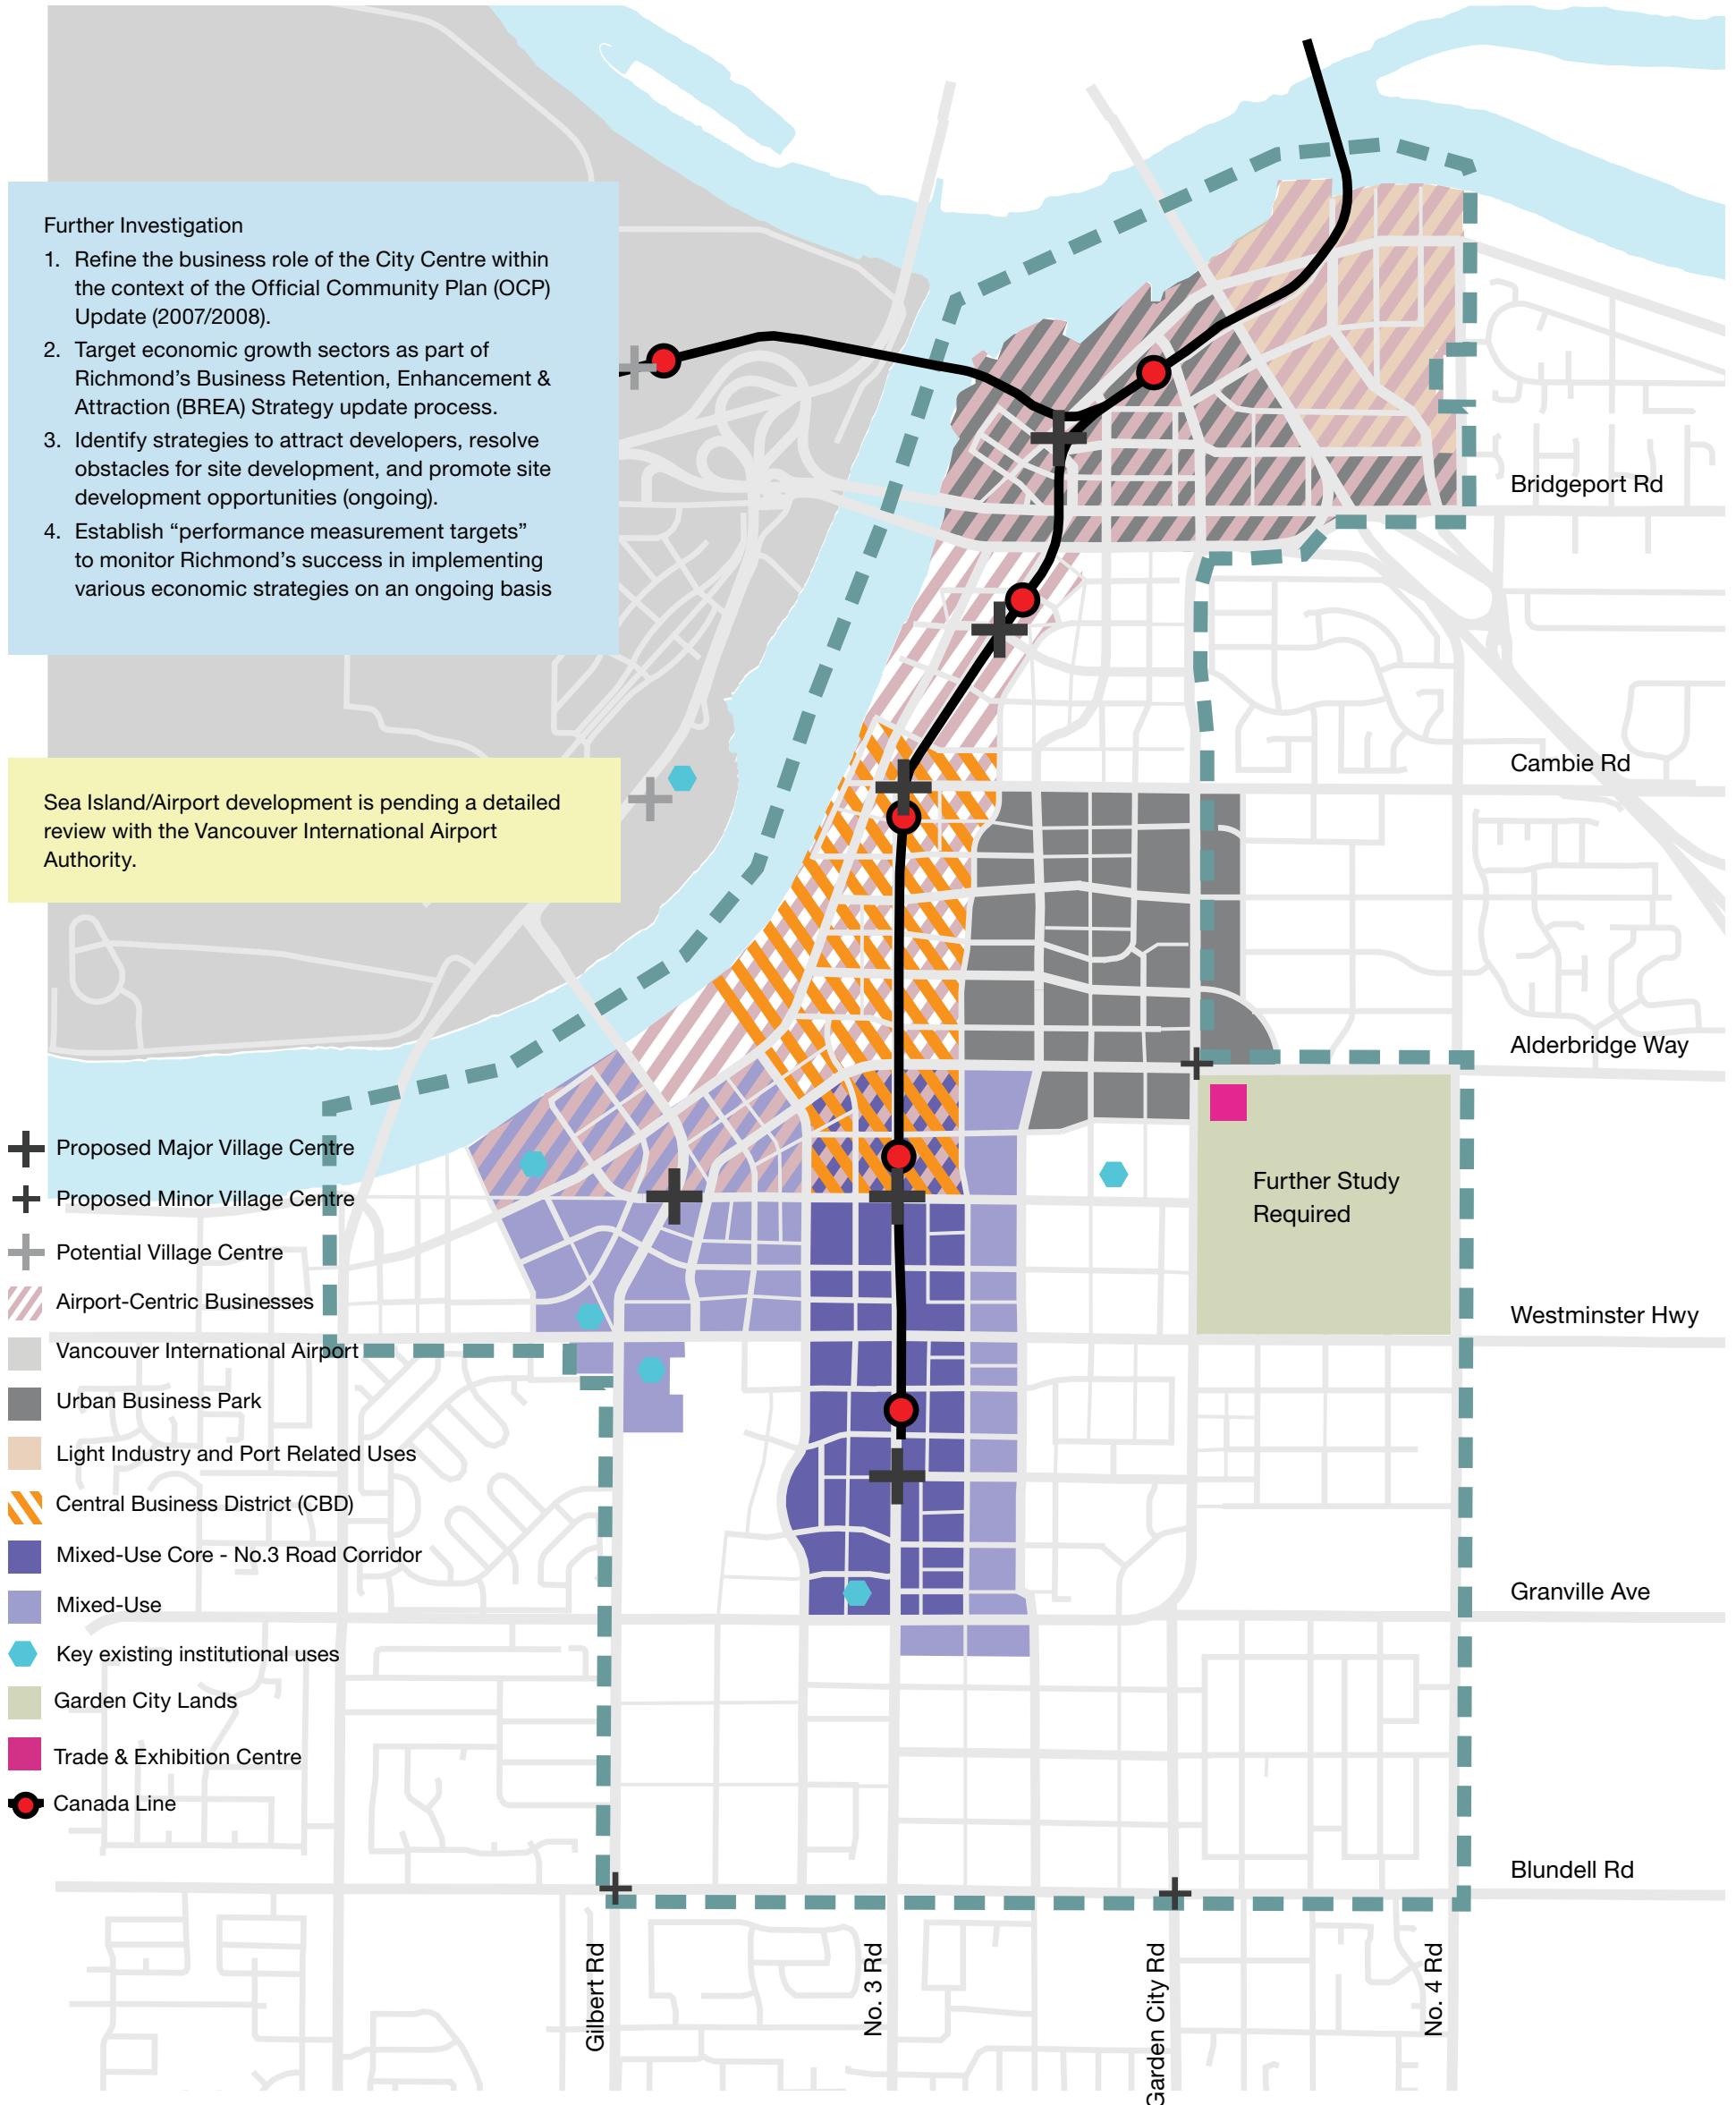 Further Investigation
1. Refine the business role of the City Centre within
the context of the Official Community Plan (OCP)
Update (2007/2008).
2. Target economic growth sectors as part of
Richmond's Business Retention, Enhancement &
Attraction (BREA) Strategy update process.
3. Identify strategies to attract developers, resolve
obstacles for site development, and promote site
development opportunities (ongoing).
4. Establish “performance measurement targets”
to monitor Richmond's success in implementing
various economic strategies on an ongoing basis
Sea Island/Airport development is pending a detailed
review with the Vancouver International Airport
Authority.
Bridgeport Rd
Cambie Rd
Alderbridge Way
Further Study
Required
Westminster Hwy
Granville Ave
Blundell Rd
Proposed Major Village Centre
Proposed Minor Village Centre
Potential Village Centre
Airport-Centric Businesses
Vancouver International Airport
Urban Business Park
Light Industry and Port Related Uses
Central Business District (CBD)
Mixed-Use Core - No.3 Road Corridor
Mixed-Use
Key existing institutional uses
Garden City Lands
Trade & Exhibition Centre
Canada Line
Gilbert Rd
No. 3 Rd
Garden City Rd
No. 4 Rd